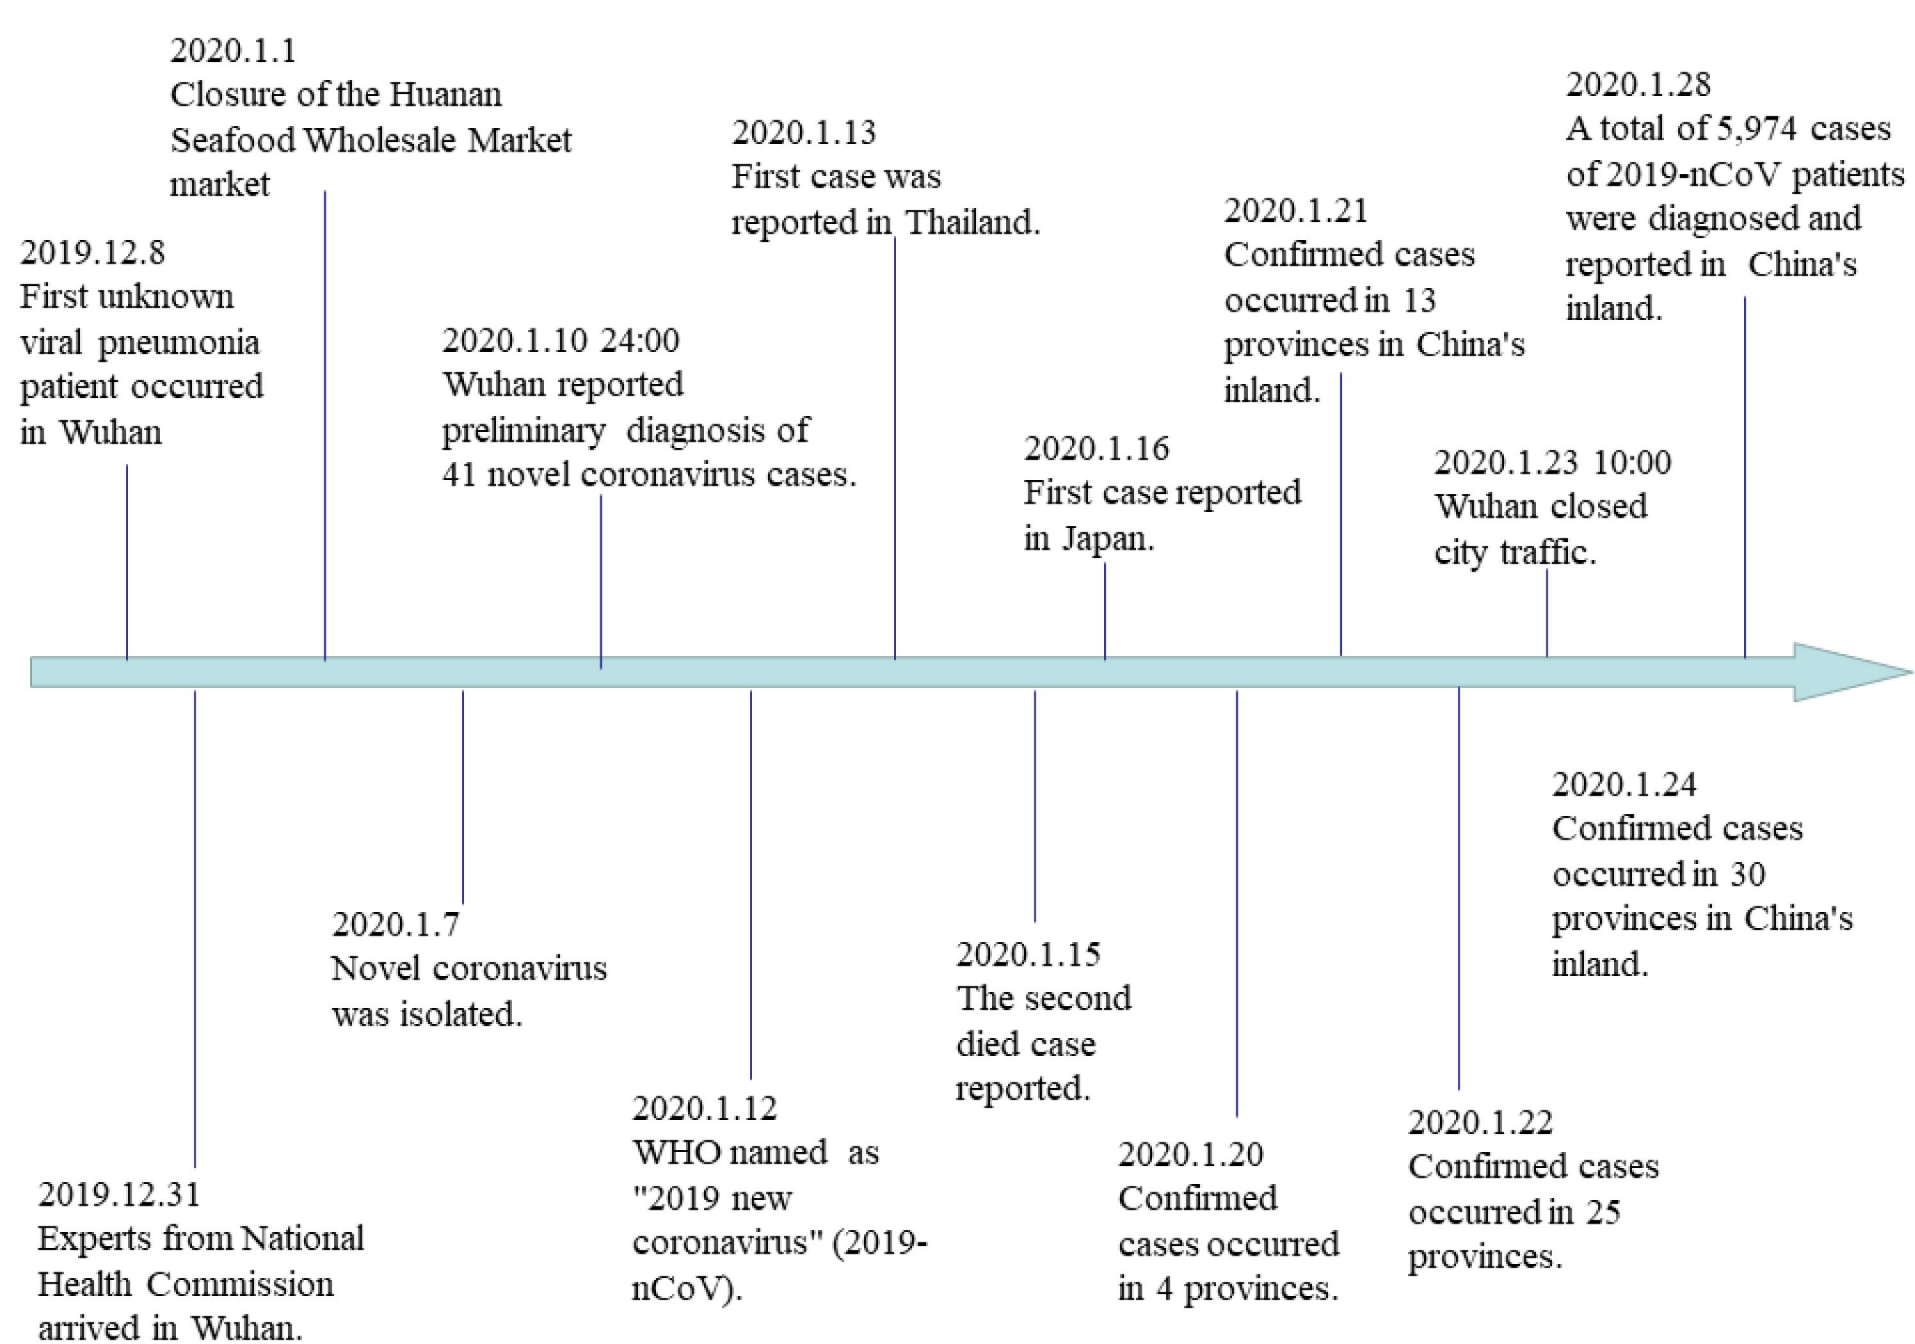 2019.12.8
First unknown
viral pneumonia
patient occurred
in Wuhan
2019.12.31
Experts from National
Health Commission
arrived in Wuhan.
2020.1.1
Closure of the Huanan
Seafood Wholesale Market
market
2020.1.7
Novel coronavirus
was isolated.
2020.1.10 24:00
Wuhan reported
preliminary diagnosis of
41 novel coronavirus cases.
2020.1.12
WHO named as
"2019 new
coronavirus" (2019-
nCoV).
2020.1.13
First case was
reported in Thailand.
2020.1.15
The second
died case
reported.
2020.1.16
First case reported
in Japan.
2020.1.20
Confirmed
cases occurred
in 4 provinces.
2020.1.21
Confirmed cases
occurred in 13
provinces in China's
inland.
2020.1.22
Confirmed cases
occurred in 25
provinces.
2020.1.23 10:00
Wuhan closed
city traffic.
2020.1.24
Confirmed cases
occurred in 30
provinces in China's
inland.
2020.1.28
A total of 5,974 cases
of 2019-nCoV patients
were diagnosed and
reported in China's
inland.